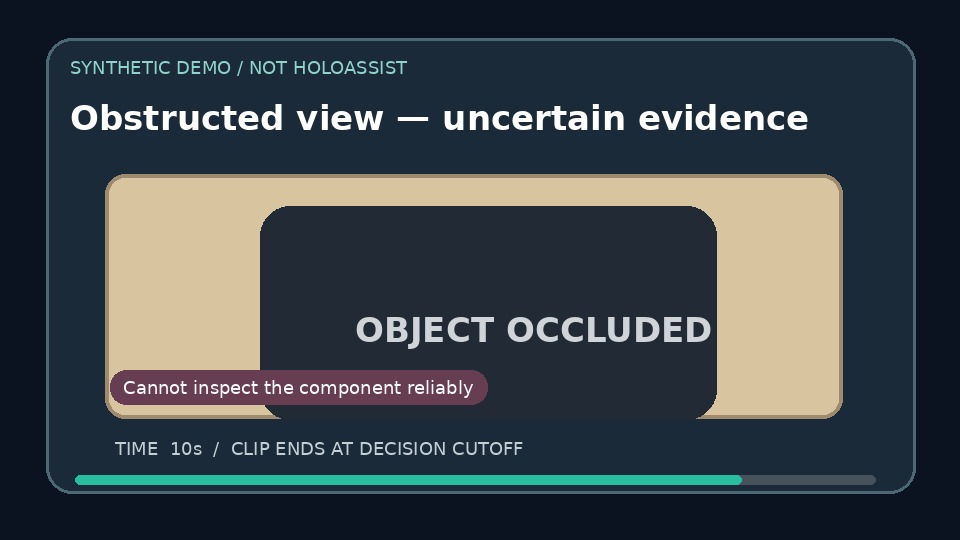 SYNTHETIC DEMO / NOT HOLOASSIST
Obstructed view — uncertain evidence
OBJECT OCCLUDED
Cannot inspect the component reliably
TIME  10s  /  CLIP ENDS AT DECISION CUTOFF